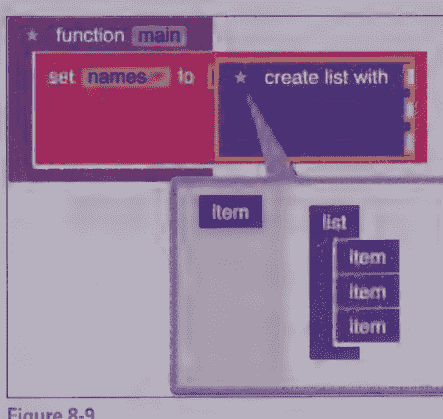 ★ function main
set names to ★ create list with
item
list
item
item
item
Figure 8-9